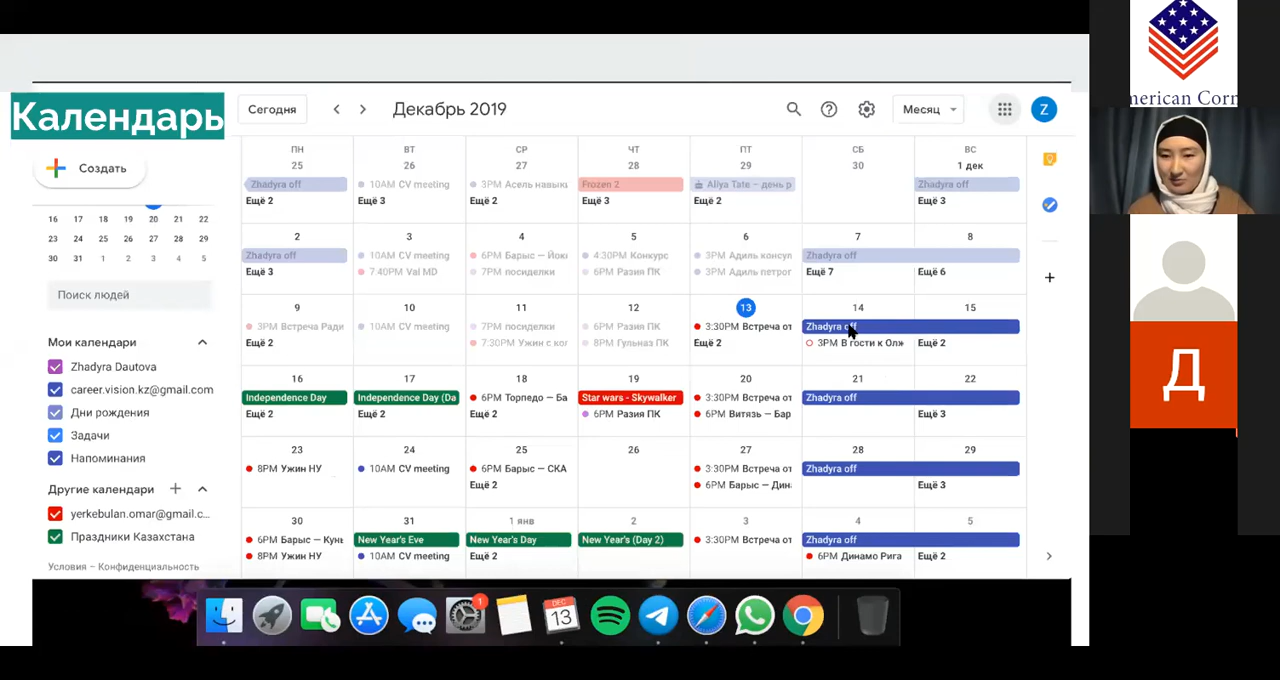 Календарь
Сегодня
Декабрь 2019
Месяц
Z
merican Corn
Создать
16 17 18 19 20 21 22
23 24 25 26 27 28 29
30 31 1 2 3 4 5
Поиск людей
Мои календари
Zhadyra Dautova
career.vision.kz@gmail.com
Дни рождения
Задачи
Напоминания
Другие календари
yerkebulan.omar@gmail.c...
Праздники Казахстана
Условия – Конфиденциальность
ПН ВТ СР ЧТ ПТ СБ ВС
25 26 27 28 29 30 1 дек
Zhadyra off 10AM CV meeting 3PM Асель навыки Frozen 2 Aliya Tate – день р Zhadyra off
Ещё 2 Ещё 3 Ещё 2 Ещё 3 Ещё 2 Ещё 3
2 3 4 5 6 7 8
Zhadyra off 10AM CV meeting 6PM Барыс – Йок 4:30PM Конкурс 3PM Адиль консул Zhadyra off
Ещё 3 7:40PM Val MD 7PM посиделки 6PM Разия ПК 3PM Адиль петрог Ещё 7 Ещё 6
9 10 11 12 13 14 15
3PM Встреча Ради 10AM CV meeting 7PM посиделки 6PM Разия ПК 3:30PM Встреча от Zhadyra off
Ещё 2 7:30PM Ужин с ког 8PM Гульназ ПК Ещё 2 3PM В гости к Олж Ещё 2
16 17 18 19 20 21 22
Independence Day Independence Day (Da 6PM Торпедо – Ба Star wars - Skywalker 3:30PM Встреча от Zhadyra off
Ещё 2 Ещё 2 Ещё 2 6PM Разия ПК 6PM Витязь – Бар Ещё 3
23 24 25 26 27 28 29
8PM Ужин НУ 10AM CV meeting 6PM Барыс – СКА 3:30PM Встреча от Zhadyra off
Ещё 2 6PM Барыс – Дин Ещё 3
30 31 1 янв 2 3 4 5
6PM Барыс – Кунь New Year's Eve New Year's Day New Year's (Day 2) 3:30PM Встреча от Zhadyra off
8PM Ужин НУ 10AM CV meeting Ещё 2 6PM Динамо Рига Ещё 2
Д
1
DEC
13